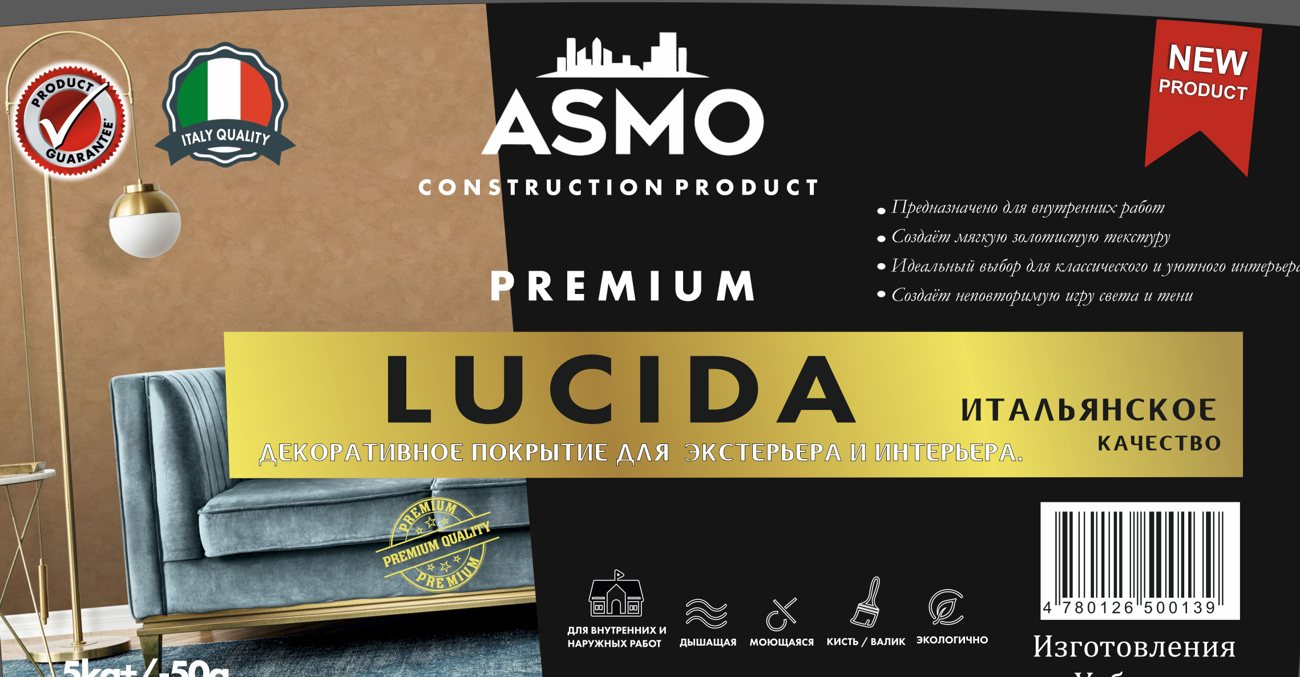 PRODUCT
GUARANTEE
ITALY QUALITY
ASMO
CONSTRUCTION PRODUCT
NEW
PRODUCT
Предназначено для внутренних работ
Создаёт мягкую золотистую текстуру
Идеальный выбор для классического и уютного интерьера
Создаёт неповторимую игру света и тени
PREMIUM
LUCIDA
ИТАЛЬЯНСКОЕ
КАЧЕСТВО
ДЕКОРАТИВНОЕ ПОКРЫТИЕ ДЛЯ ЭКСТЕРЬЕРА И ИНТЕРЬЕРА.
PREMIUM
PREMIUM QUALITY
PREMIUM
ДЛЯ ВНУТРЕННИХ И
НАРУЖНЫХ РАБОТ
ДЫШАЩАЯ
МОЮЩАЯСЯ
КИСТЬ / ВАЛИК
ЭКОЛОГИЧНО
4 780126 500139
Изготовления
5kg+/-50g